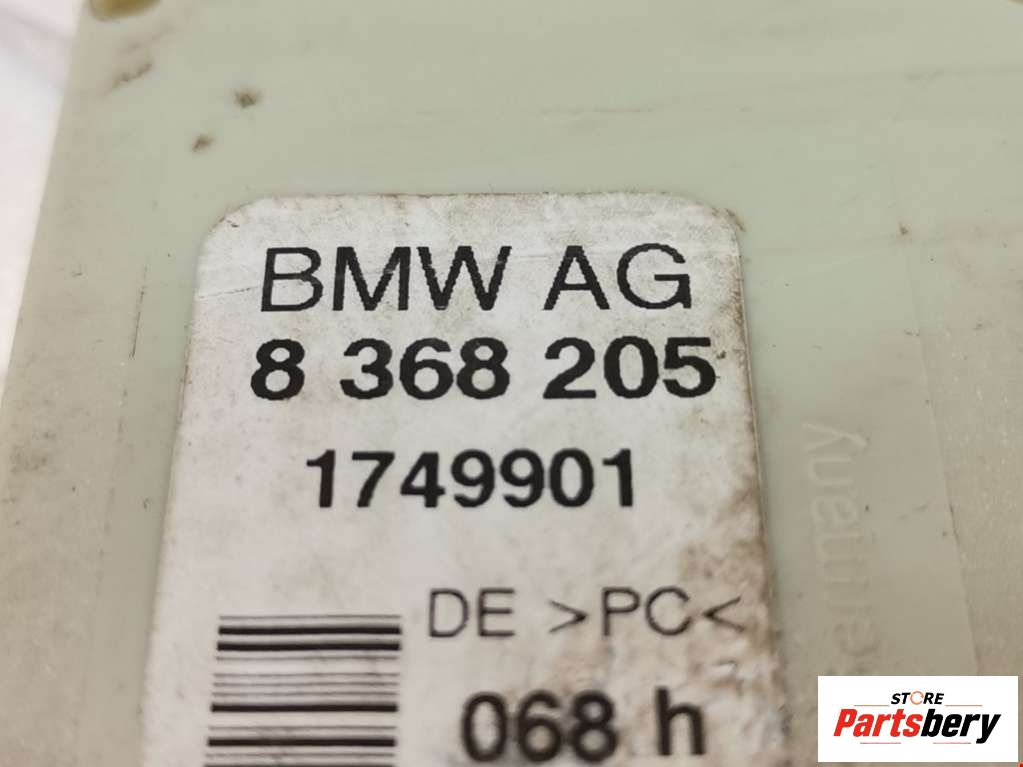 BMW AG
8 368 205
1749901
DE >PC<
068 h
STORE
Partsbery